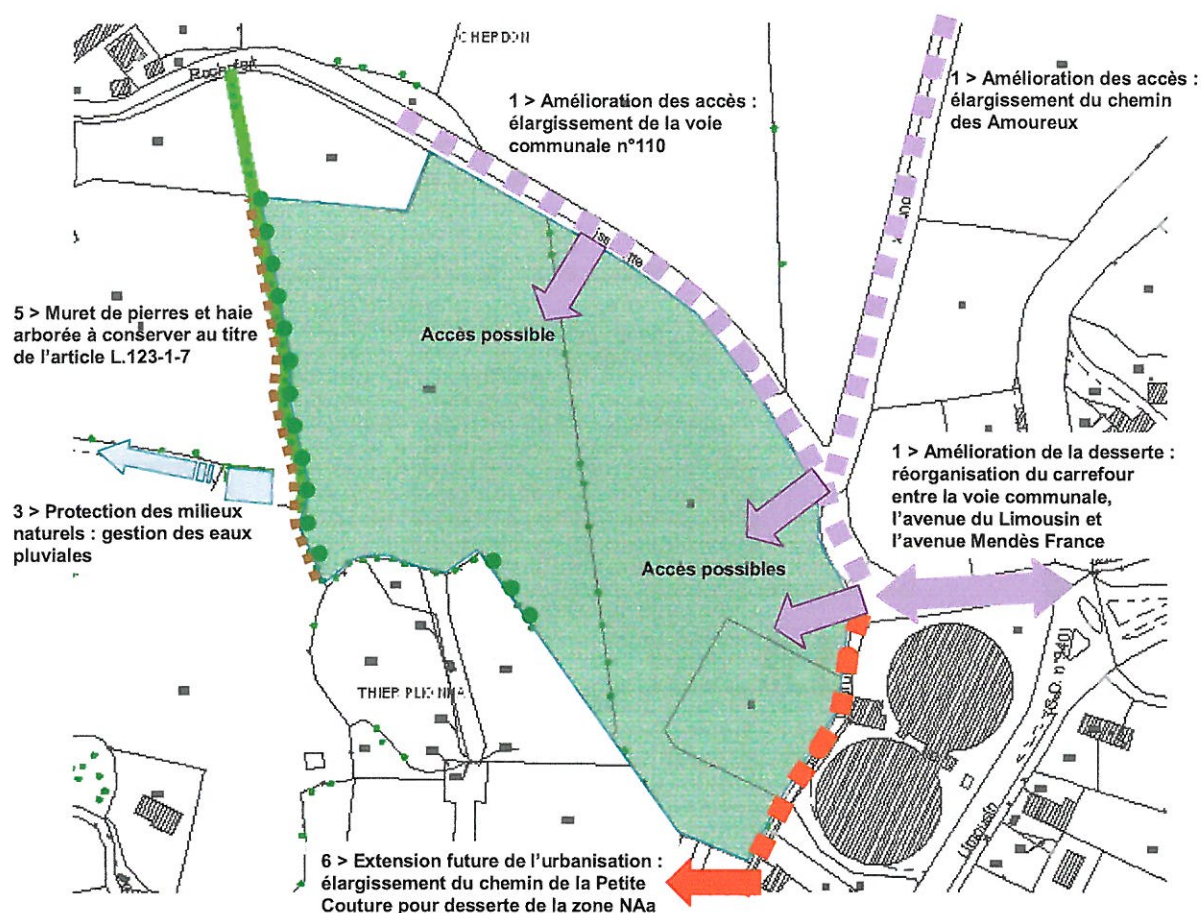 CHERDON
Rochefort
1 > Amélioration des accès :
élargissement de la voie
communale n°110
1 > Amélioration des accès :
élargissement du chemin
des Amoureux
5 > Muret de pierres et haie
arborée à conserver au titre
de l'article L.123-1-7
Accès possible
1 > Amélioration de la desserte :
réorganisation du carrefour
entre la voie communale,
l'avenue du Limousin et
l'avenue Mendès France
3 > Protection des milieux
naturels : gestion des eaux
pluviales
Accès possibles
Limousin
6 > Extension future de l'urbanisation :
élargissement du chemin de la Petite
Couture pour desserte de la zone NAa